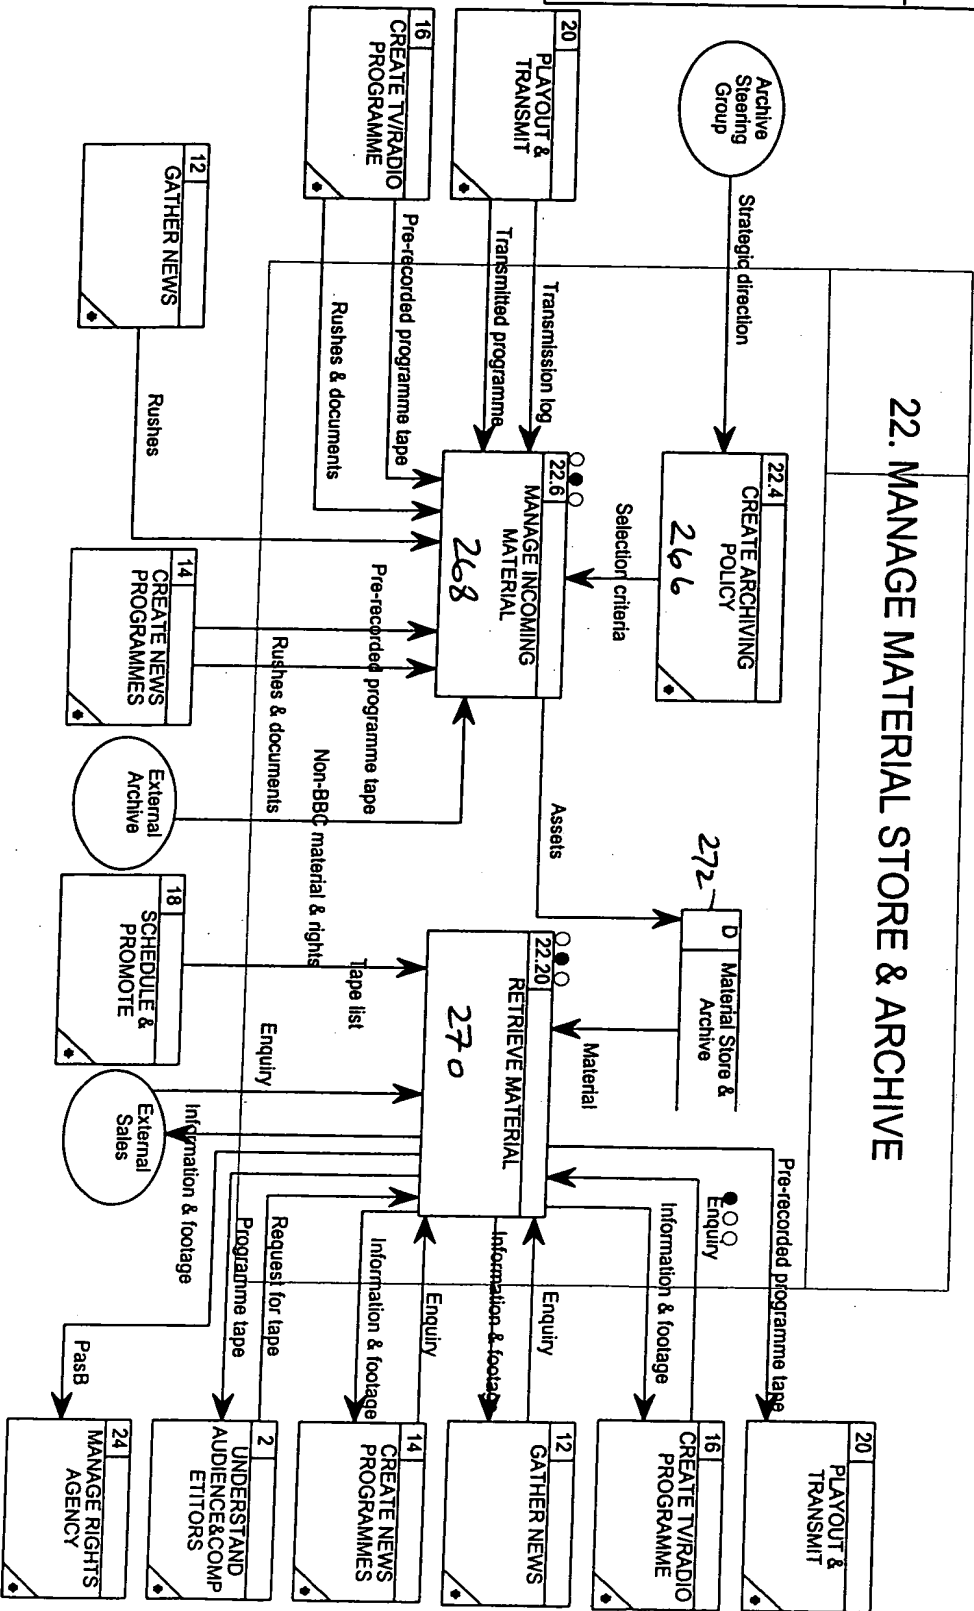 22. MANAGE MATERIAL STORE & ARCHIVE
Archive
Steering
Group
Strategic direction
22.4
CREATE ARCHIVING
POLICY
266
Selection criteria
20
PLAYOUT &
TRANSMIT
Transmission log
Transmitted programme
16
CREATE TV/RADIO
PROGRAMME
Pre-recorded programme tape
Rushes & documents
12
GATHER NEWS
Rushes
22.6
MANAGE INCOMING
MATERIAL
268
14
CREATE NEWS
PROGRAMMES
Pre-recorded programme tape
Rushes & documents
External
Archive
Non-BBC material & rights
Assets
272
D
Material Store &
Archive
Material
22.20
RETRIEVE MATERIAL
270
18
SCHEDULE &
PROMOTE
Tape list
External
Sales
Enquiry
Information & footage
Pre-recorded programme tape
20
PLAYOUT &
TRANSMIT
Enquiry
Information & footage
16
CREATE TV/RADIO
PROGRAMME
Enquiry
Information & footage
12
GATHER NEWS
Enquiry
Information & footage
14
CREATE NEWS
PROGRAMMES
Request for tape
Programme tape
2
UNDERSTAND
AUDIENCE&COMP
ETITORS
PasB
24
MANAGE RIGHTS
AGENCY